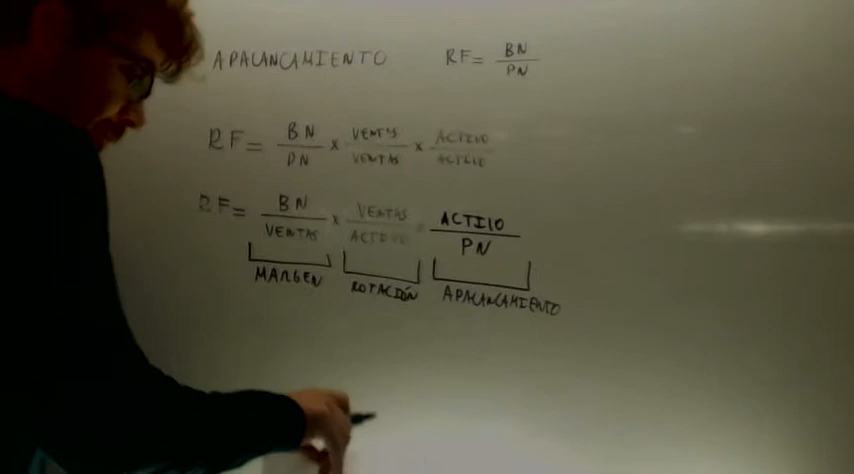 APALANCAMIENTO RF = BN / PN
RF = BN / PN x VENTAS / VENTAS x ACTIVO / ACTIVO
RF = BN / VENTAS x VENTAS / ACTIVO ACTIVO / PN
MARGEN ROTACIÓN APALANCAMIENTO